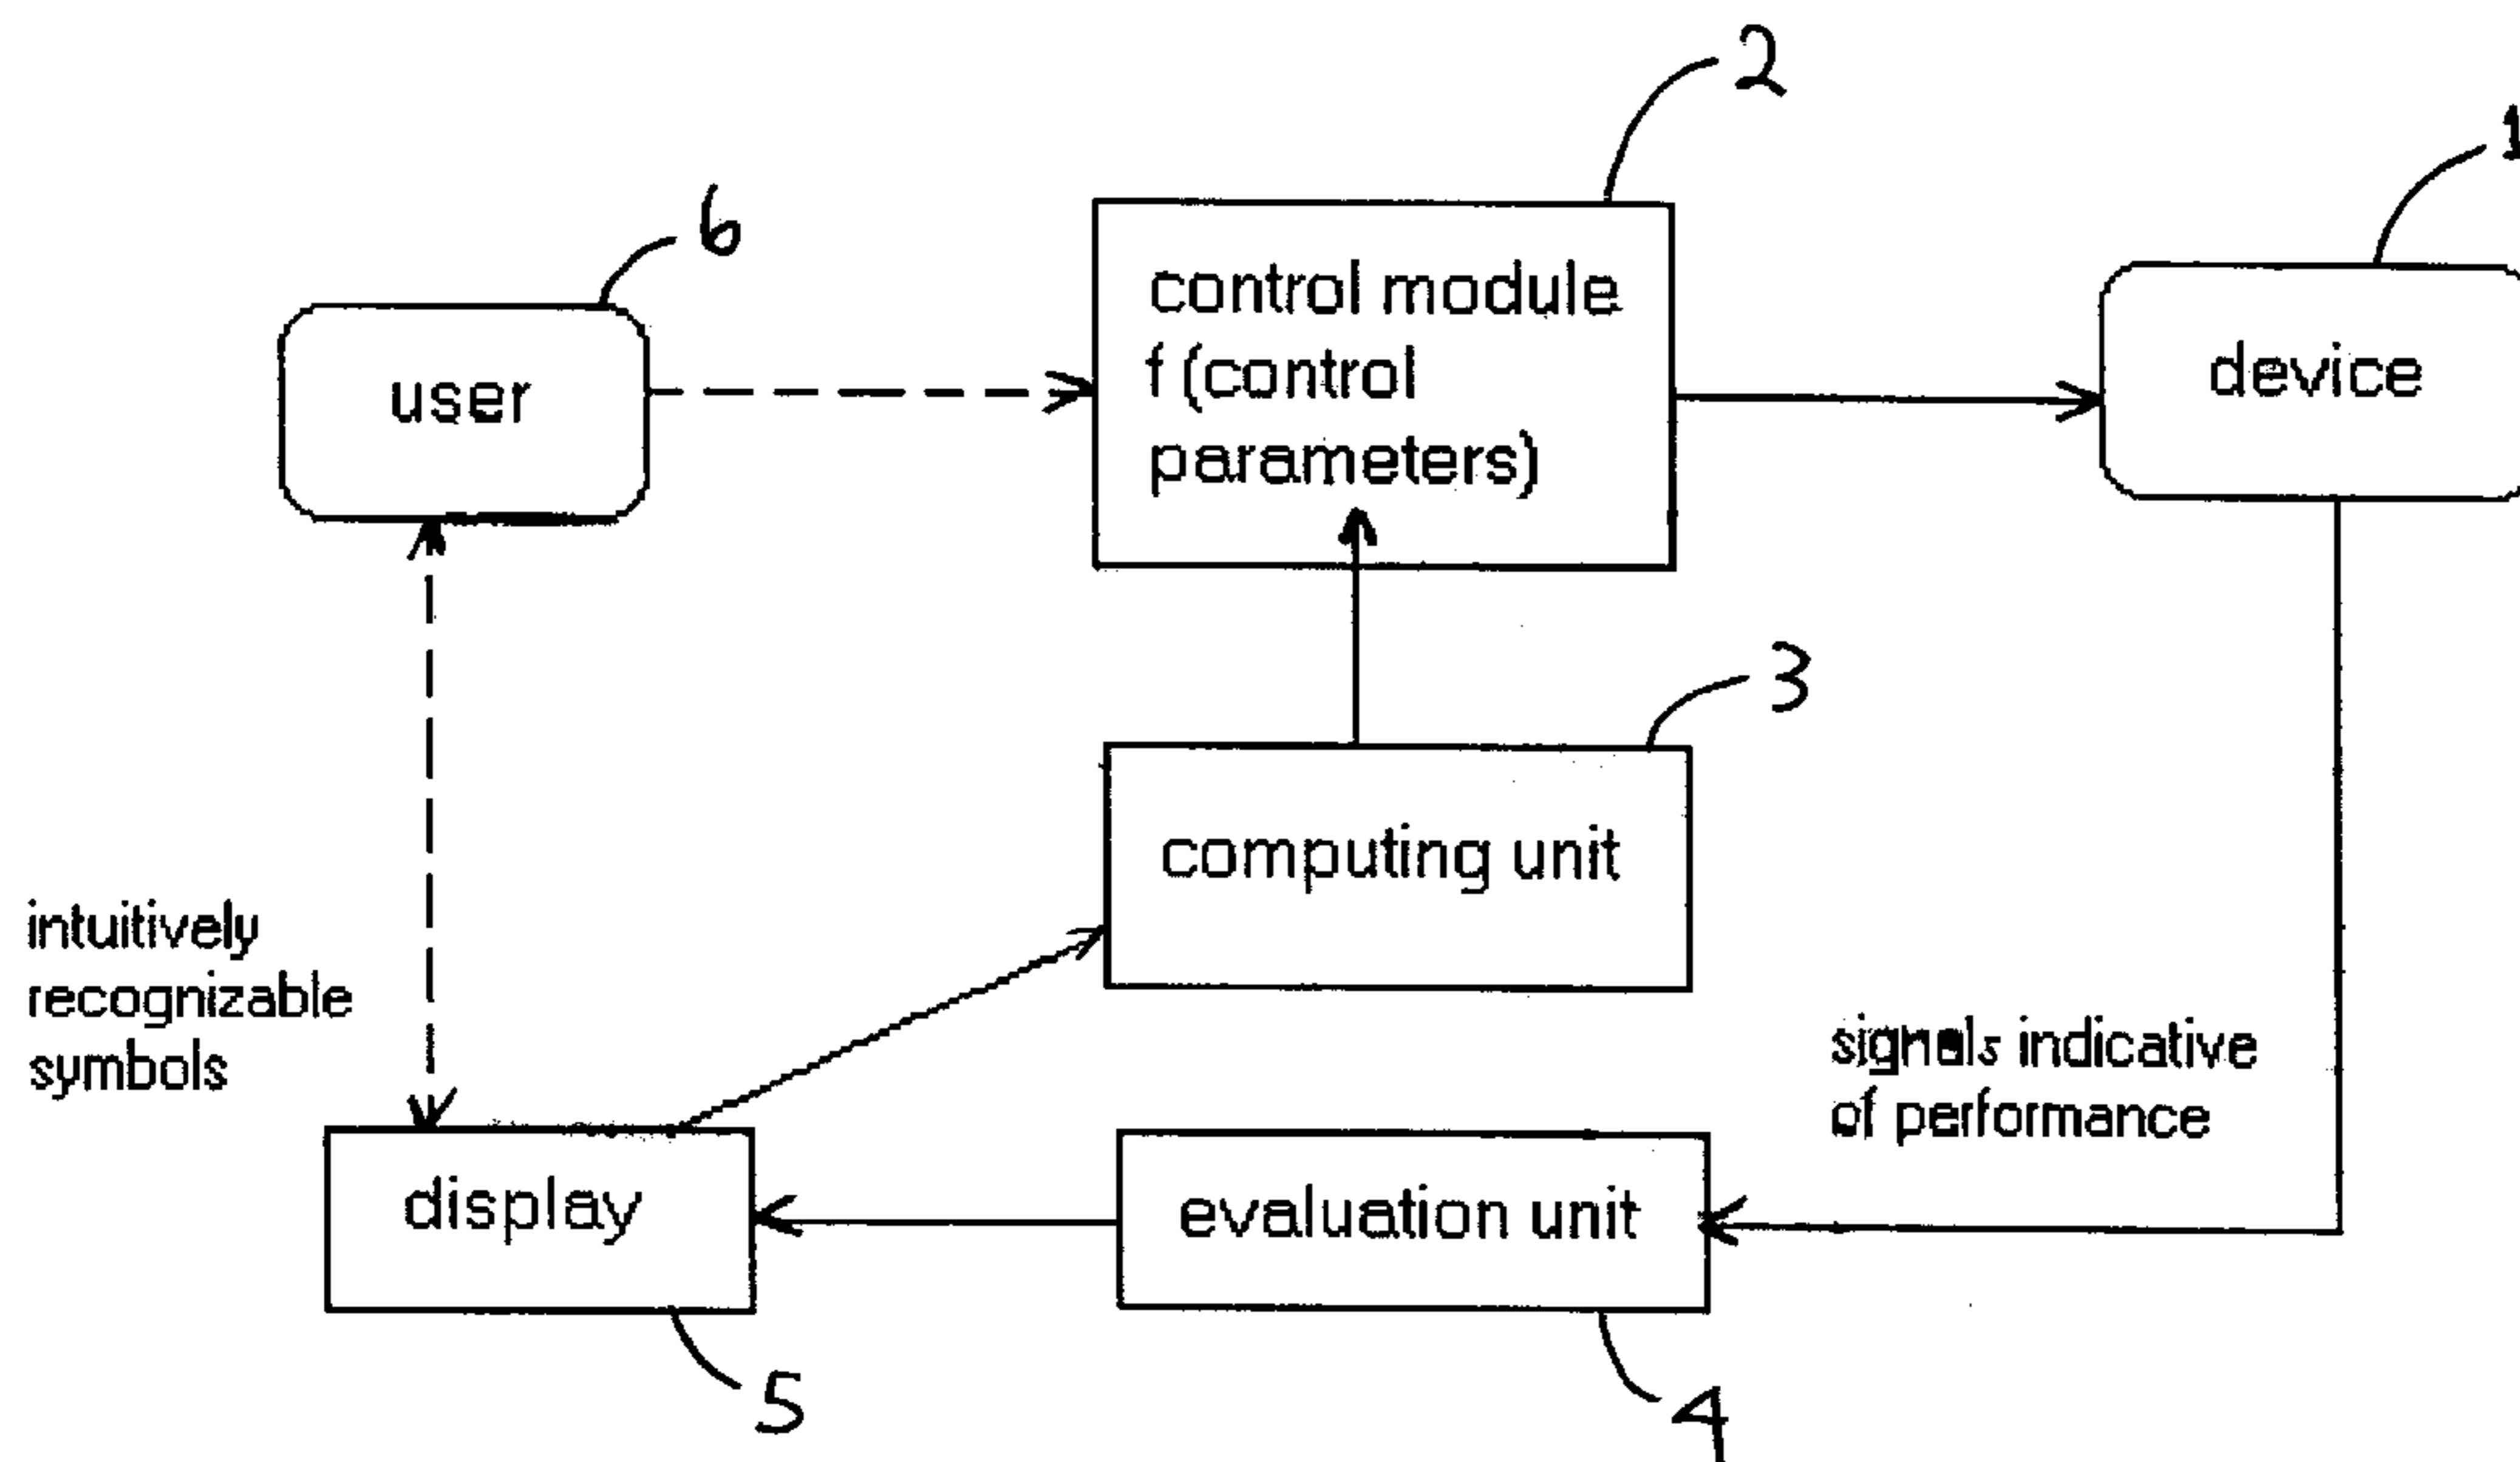 2
1
6
control module
f (control
parameters)
user
device
3
computing unit
intuitively
recognizable
symbols
signals indicative
of performance
display
evaluation unit
5
4